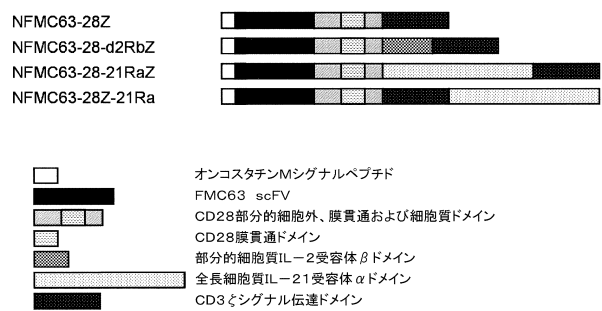 NFMC63-28Z
NFMC63-28-d2RbZ
NFMC63-28-21RaZ
NFMC63-28Z-21Ra
オンコスタチンMシグナルペプチド
FMC63 scFV
CD28部分的細胞外、膜貫通および細胞質ドメイン
CD28膜貫通ドメイン
部分的細胞質IL-2受容体βドメイン
全長細胞質IL-21受容体αドメイン
CD3ζシグナル伝達ドメイン